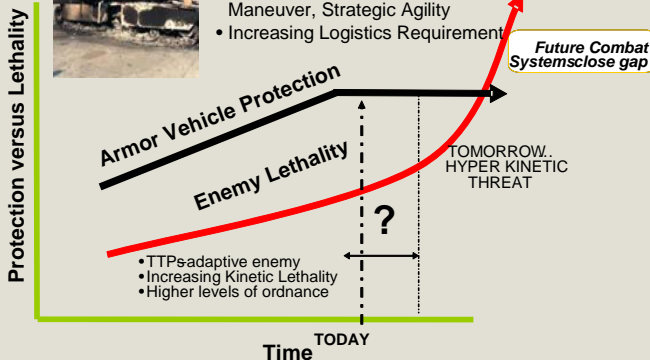 Maneuver, Strategic Agility
• Increasing Logistics Requirement
Future Combat
Systemsclose gap
Armor Vehicle Protection
Enemy Lethality
TOMORROW..
HYPER KINETIC
THREAT
?
•TTPs-adaptive enemy
•Increasing Kinetic Lethality
•Higher levels of ordnance
Protection versus Lethality
TODAY
Time